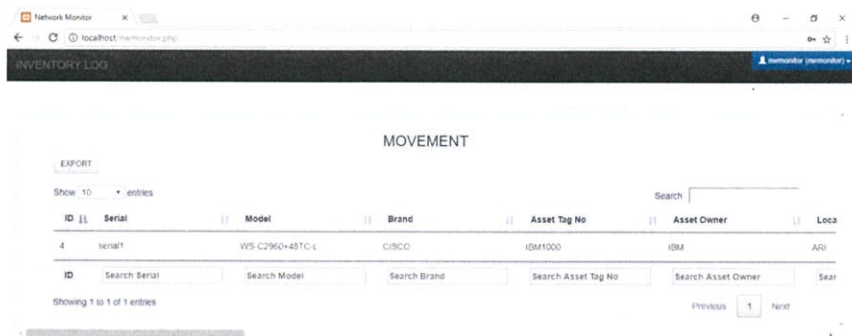 Network Monitor
localhost/nwmonitor.php
INVENTORY LOG
nwmonitor (nwmonitor)
MOVEMENT
EXPORT
Show 10 entries
Search
ID Serial Model Brand Asset Tag No Asset Owner Loca
4 serial1 WS-C2960+48TC-L CISCO IBM1000 IBM ARI
ID Search Serial Search Model Search Brand Search Asset Tag No Search Asset Owner Sear
Showing 1 to 1 of 1 entries
Previous 1 Next